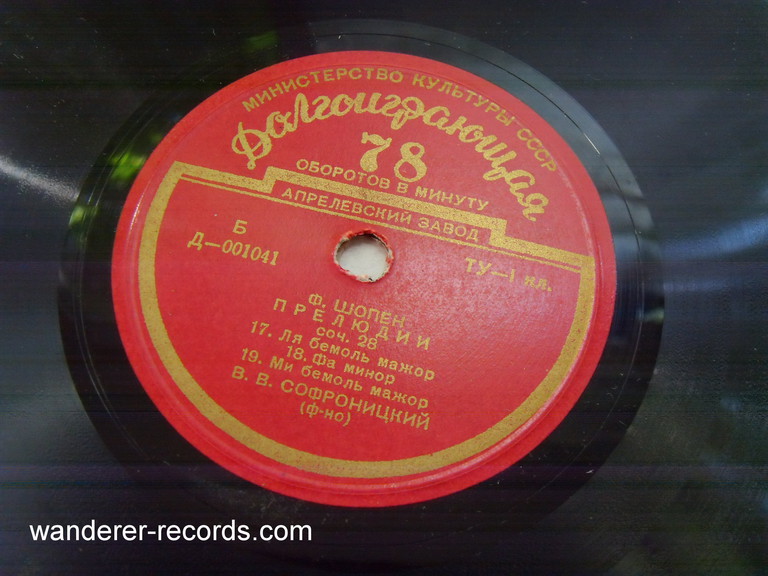 МИНИСТЕРСТВО КУЛЬТУРЫ СССР
Долгоиграющая
78
ОБОРОТОВ В МИНУТУ
АПРЕЛЕВСКИЙ ЗАВОД
Б
Д—001041
ТУ—1 кл.
Ф. ШОПЕН
ПРЕЛЮДИИ
соч. 28
17. Ля бемоль мажор
18. Фа минор
19. Ми бемоль мажор
В. В. СОФРОНИЦКИЙ
(ф-но)
wanderer-records.com